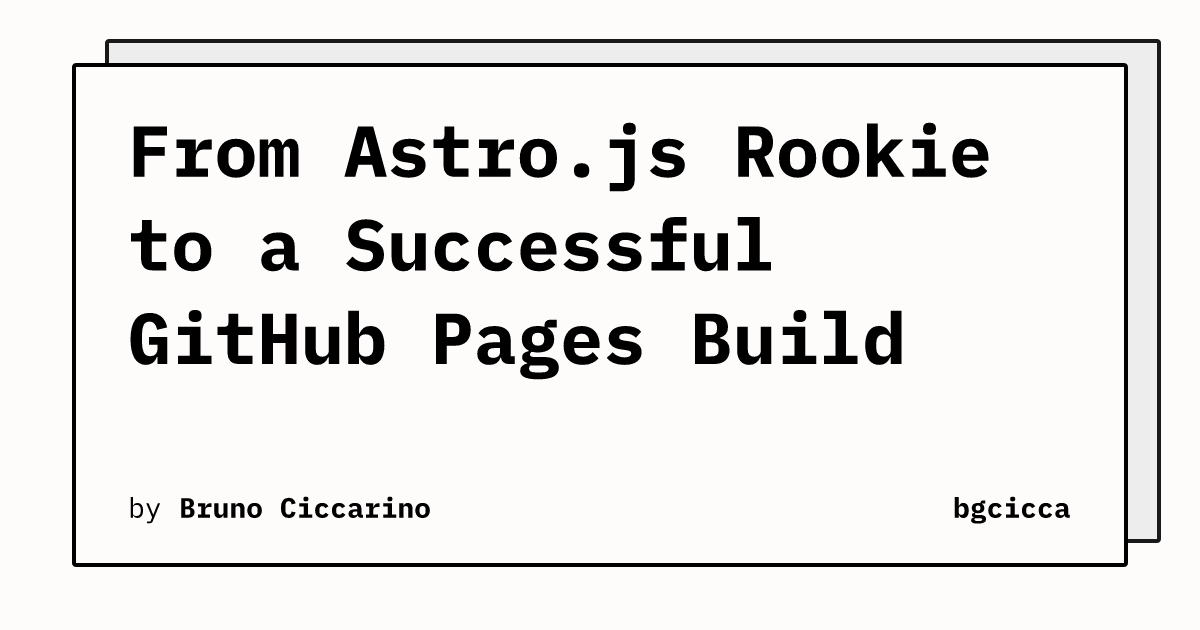 From Astro.js Rookie
to a Successful
GitHub Pages Build
by Bruno Ciccarino
bgcicca